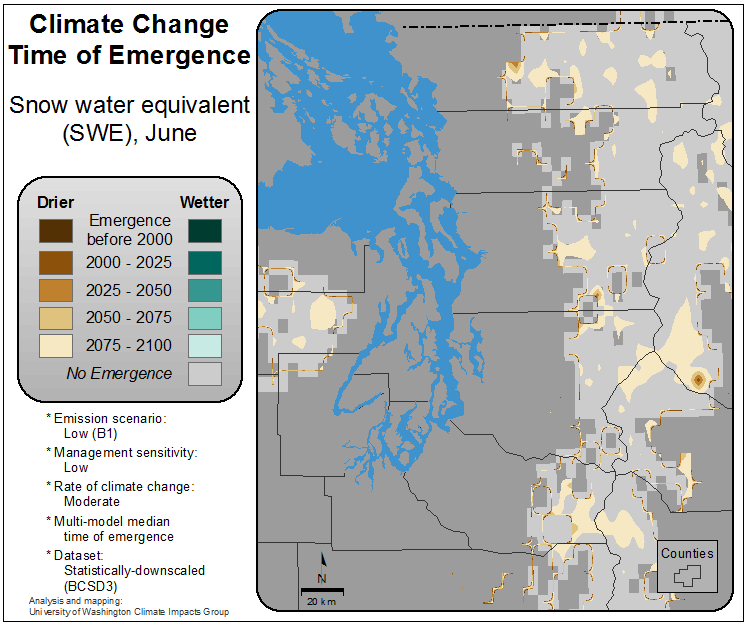 Climate Change
Time of Emergence
Snow water equivalent
(SWE), June
Drier Wetter
Emergence
before 2000
2000 - 2025
2025 - 2050
2050 - 2075
2075 - 2100
No Emergence
* Emission scenario:
Low (B1)
* Management sensitivity:
Low
* Rate of climate change:
Moderate
* Multi-model median
time of emergence
* Dataset:
Statistically-downscaled
(BCSD3)
Analysis and mapping:
University of Washington Climate Impacts Group
N
20 km
Counties